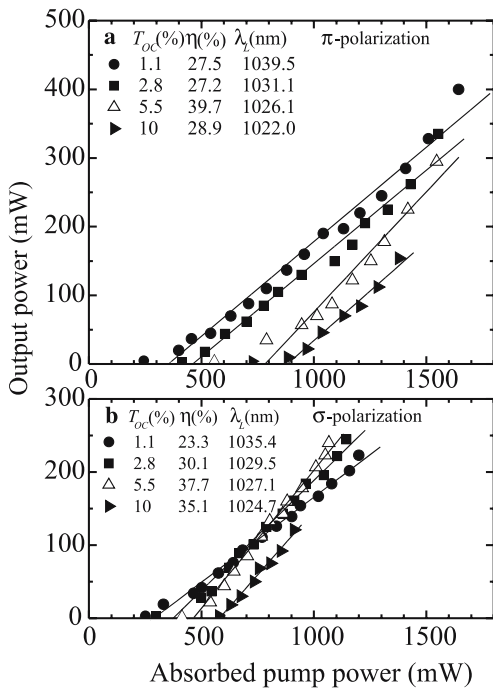 a T_OC(%) η(%) λ_L(nm) π-polarization
● 1.1 27.5 1039.5
■ 2.8 27.2 1031.1
△ 5.5 39.7 1026.1
▶ 10 28.9 1022.0
500
400
300
200
100
0
0 500 1000 1500
Output power (mW)
b T_OC(%) η(%) λ_L(nm) σ-polarization
● 1.1 23.3 1035.4
■ 2.8 30.1 1029.5
△ 5.5 37.7 1027.1
▶ 10 35.1 1024.7
300
200
100
0
0 500 1000 1500
Absorbed pump power (mW)